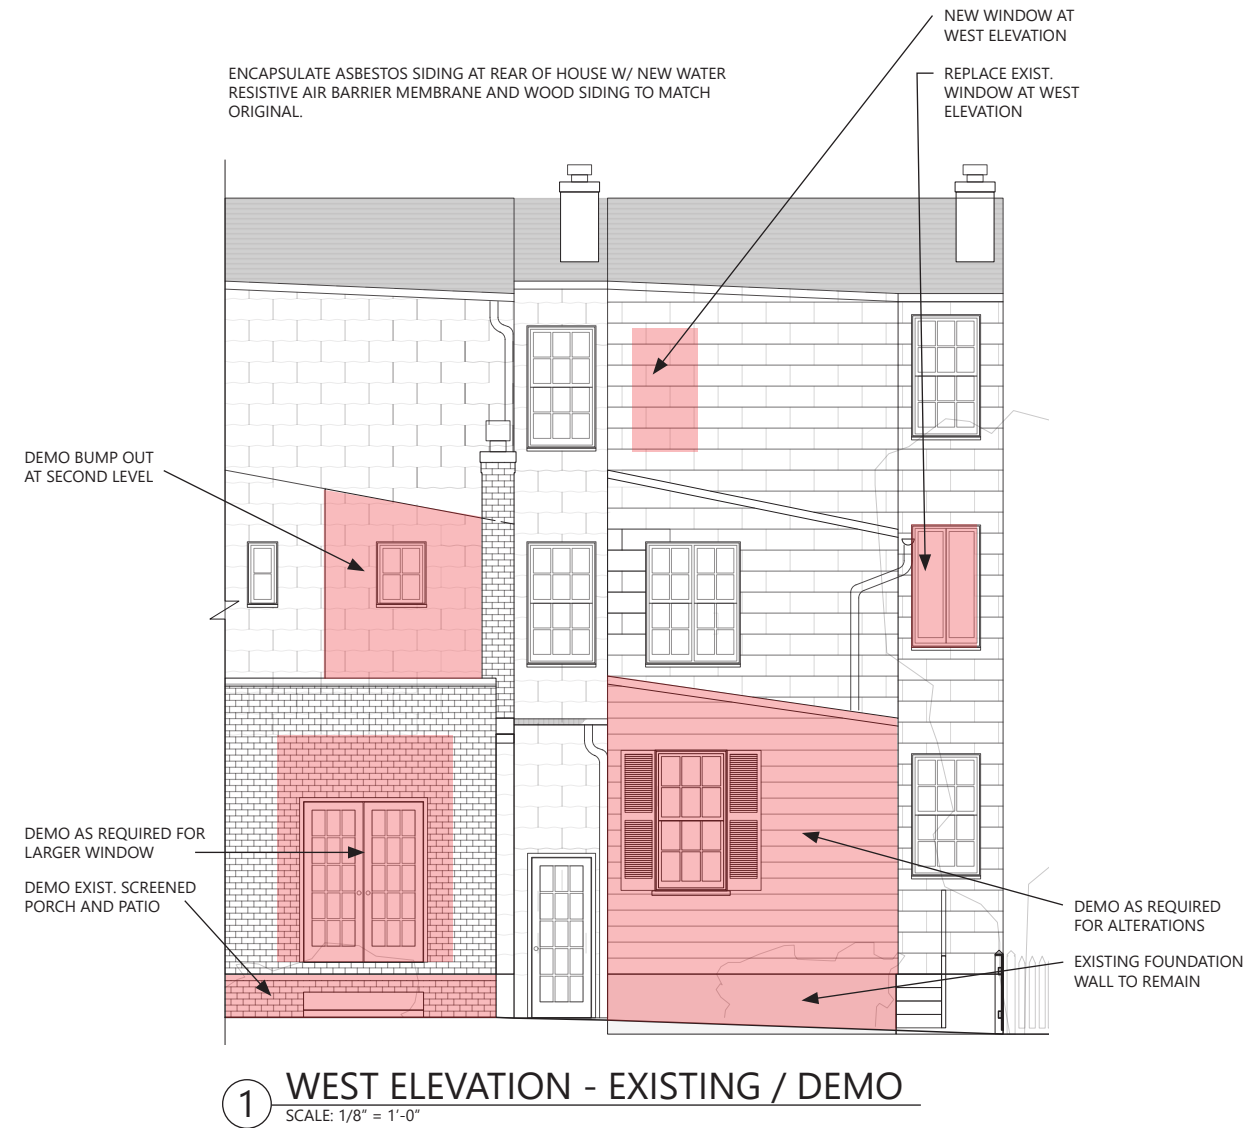 NEW WINDOW AT
WEST ELEVATION
ENCAPSULATE ASBESTOS SIDING AT REAR OF HOUSE W/ NEW WATER
RESISTIVE AIR BARRIER MEMBRANE AND WOOD SIDING TO MATCH
ORIGINAL.
REPLACE EXIST.
WINDOW AT WEST
ELEVATION
DEMO BUMP OUT
AT SECOND LEVEL
DEMO AS REQUIRED FOR
LARGER WINDOW
DEMO EXIST. SCREENED
PORCH AND PATIO
DEMO AS REQUIRED
FOR ALTERATIONS
EXISTING FOUNDATION
WALL TO REMAIN
1
WEST ELEVATION - EXISTING / DEMO
SCALE: 1/8" = 1'-0"